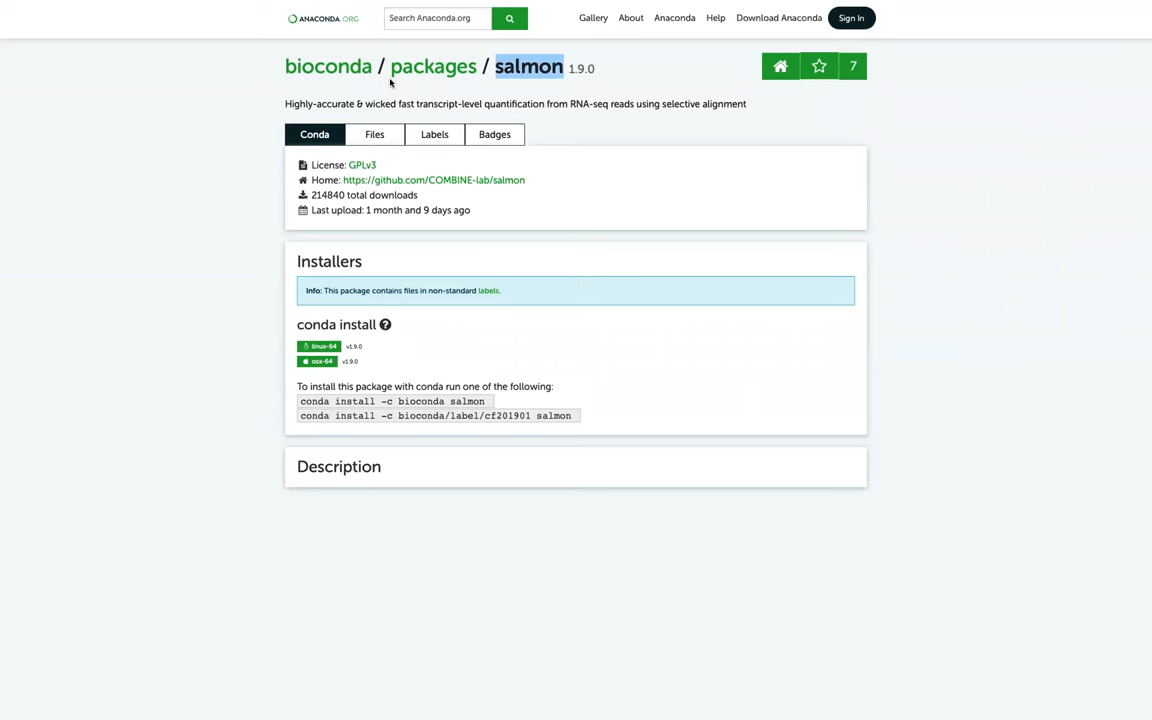 ANACONDA.ORG Search Anaconda.org Gallery About Anaconda Help Download Anaconda Sign In
bioconda / packages / salmon 1.9.0 7
Highly-accurate & wicked fast transcript-level quantification from RNA-seq reads using selective alignment
Conda Files Labels Badges
License: GPLv3
Home: https://github.com/COMBINE-lab/salmon
214840 total downloads
Last upload: 1 month and 9 days ago
Installers
Info: This package contains files in non-standard labels.
conda install ?
linux-64 v1.9.0
osx-64 v1.9.0
To install this package with conda run one of the following:
conda install -c bioconda salmon
conda install -c bioconda/label/cf201901 salmon
Description